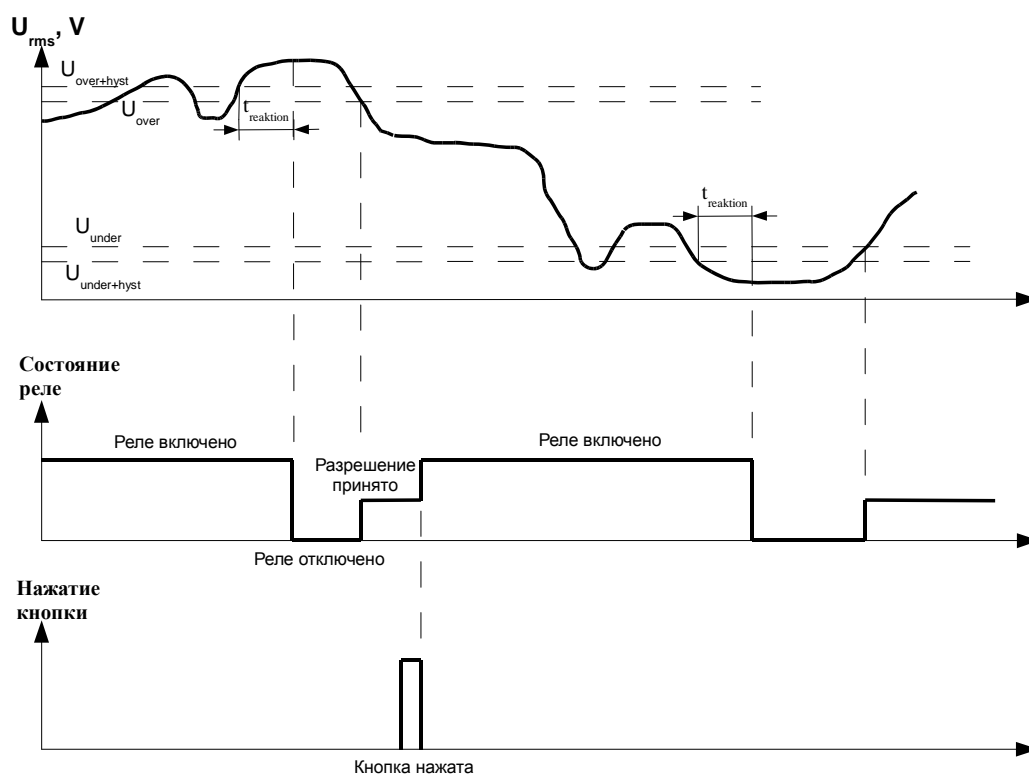 U_rms, V
U_over+hyst
U_over
t_reaktion
t_reaktion
U_under
U_under+hyst
Состояние
реле
Реле включено
Реле включено
Разрешение
принято
Реле отключено
Нажатие
кнопки
Кнопка нажата